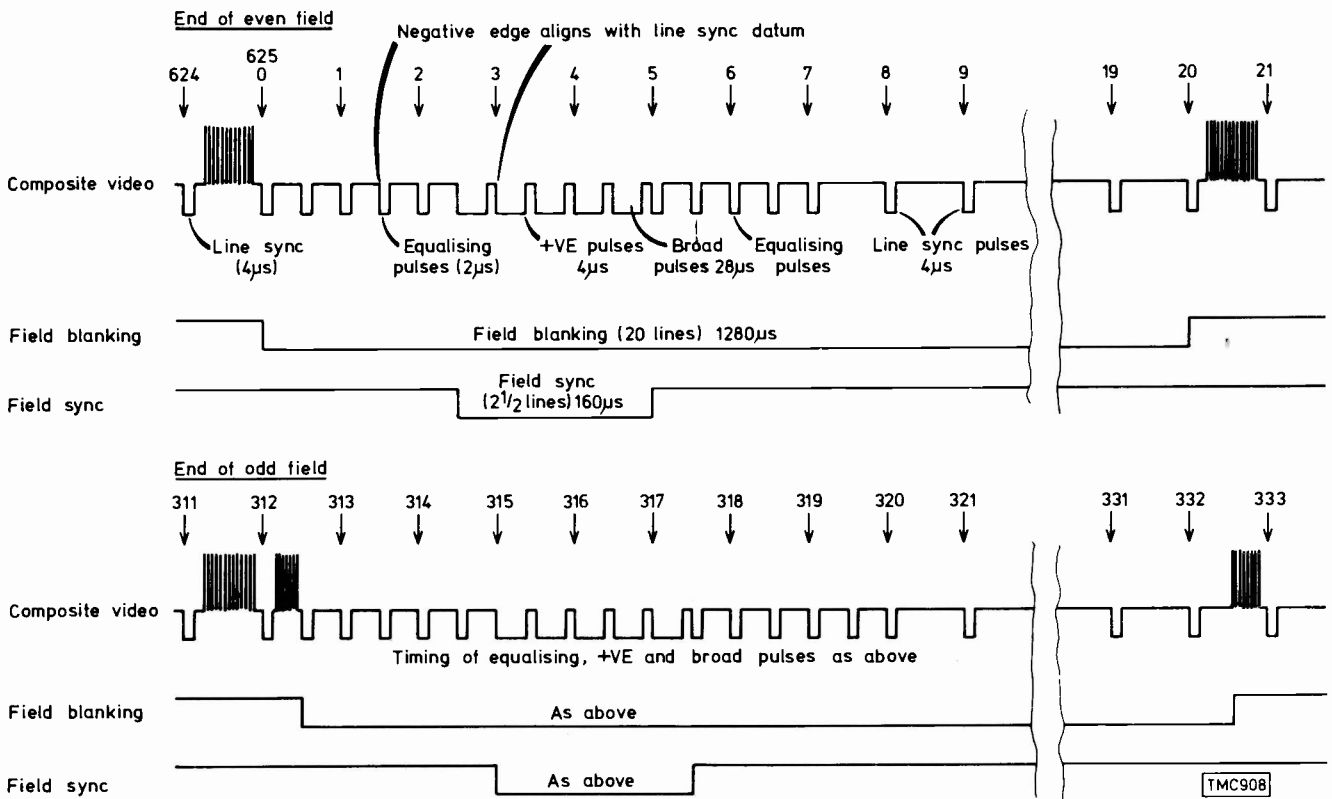 End of even field
Negative edge aligns with line sync datum
625
624 0 1 2 3 4 5 6 7 8 9 19 20 21
Composite video
Line sync
(4µs)
Equalising
pulses (2µs)
+VE pulses
4µs
Broad
pulses 28µs
Equalising
pulses
Line sync pulses
4µs
Field blanking
Field blanking (20 lines) 1280µs
Field sync
Field sync
(2 1/2 lines) 160µs
End of odd field
311 312 313 314 315 316 317 318 319 320 321 331 332 333
Composite video
Timing of equalising, +VE and broad pulses as above
Field blanking
As above
Field sync
As above
TMC908